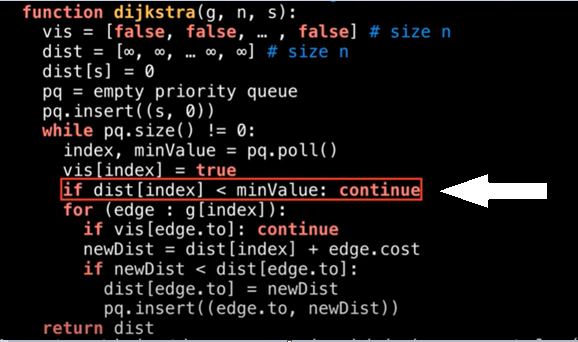 function dijkstra(g, n, s):
vis = [false, false, … , false] # size n
dist = [∞, ∞, … ∞, ∞] # size n
dist[s] = 0
pq = empty priority queue
pq.insert((s, 0))
while pq.size() != 0:
index, minValue = pq.poll()
vis[index] = true
if dist[index] < minValue: continue
for (edge : g[index]):
if vis[edge.to]: continue
newDist = dist[index] + edge.cost
if newDist < dist[edge.to]:
dist[edge.to] = newDist
pq.insert((edge.to, newDist))
return dist